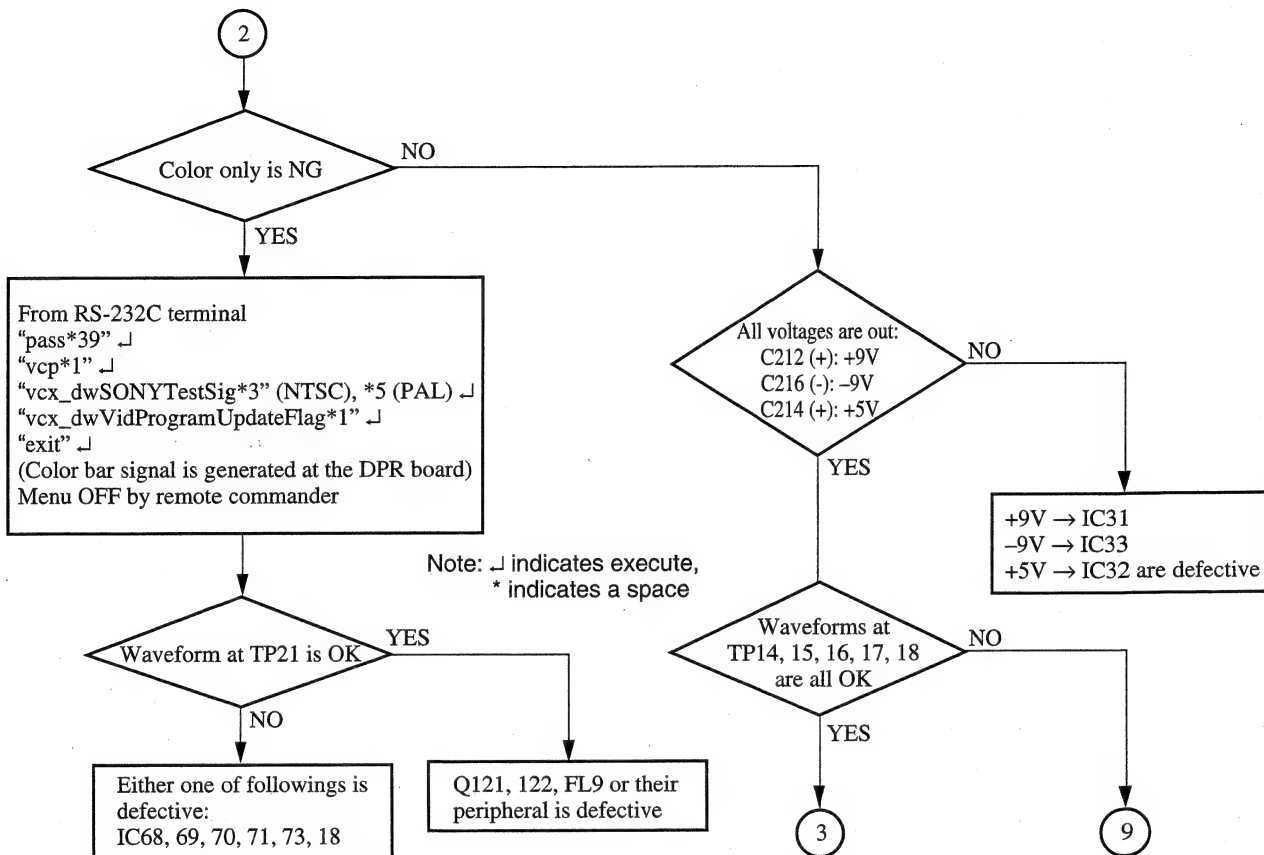 2
Color only is NG
NO
YES
From RS-232C terminal
“pass*39” ↵
“vcp*1” ↵
“vcx_dwSONYTestSig*3” (NTSC), *5 (PAL) ↵
“vcx_dwVidProgramUpdateFlag*1” ↵
“exit” ↵
(Color bar signal is generated at the DPR board)
Menu OFF by remote commander
All voltages are out:
C212 (+): +9V
C216 (-): –9V
C214 (+): +5V
NO
YES
+9V → IC31
–9V → IC33
+5V → IC32 are defective
Note: ↵ indicates execute,
* indicates a space
Waveform at TP21 is OK
YES
NO
Waveforms at
TP14, 15, 16, 17, 18
are all OK
NO
YES
Either one of followings is
defective:
IC68, 69, 70, 71, 73, 18
Q121, 122, FL9 or their
peripheral is defective
3
9